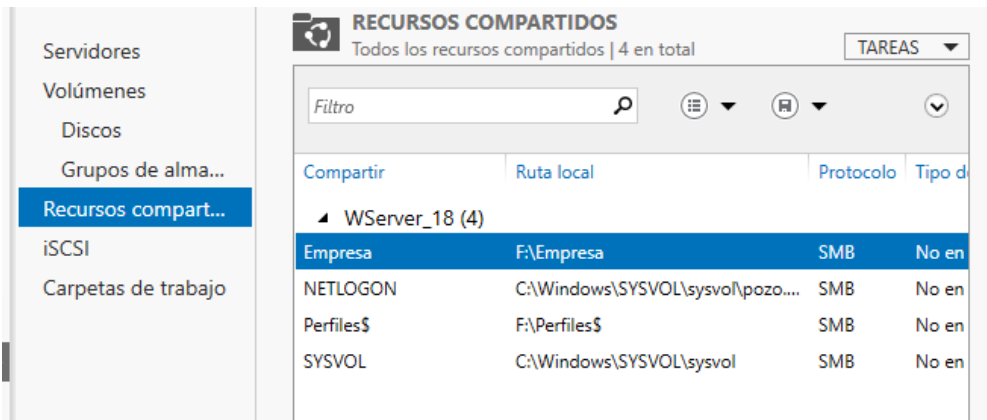 Servidores
Volúmenes
Discos
Grupos de alma...
Recursos compart...
iSCSI
Carpetas de trabajo
RECURSOS COMPARTIDOS
Todos los recursos compartidos | 4 en total
TAREAS
Filtro
Compartir Ruta local Protocolo Tipo d
WServer_18 (4)
Empresa F:\Empresa SMB No en
NETLOGON C:\Windows\SYSVOL\sysvol\pozo.... SMB No en
Perfiles$ F:\Perfiles$ SMB No en
SYSVOL C:\Windows\SYSVOL\sysvol SMB No en